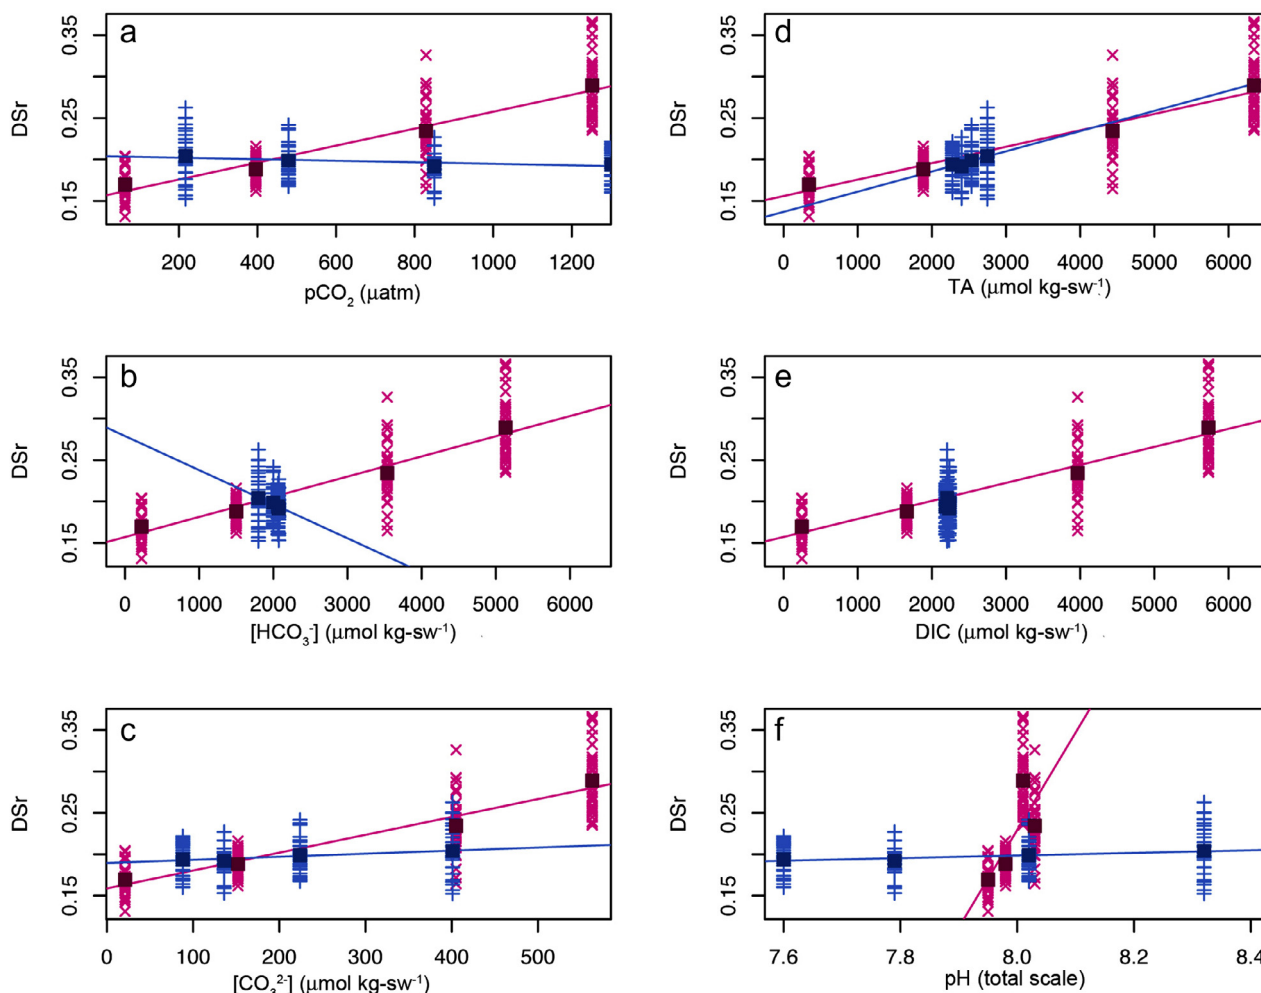 a
DSr
0.15 0.25 0.35
200 400 600 800 1000 1200
pCO₂ (μatm)
d
DSr
0.15 0.25 0.35
0 1000 2000 3000 4000 5000 6000
TA (μmol kg-sw⁻¹)
b
DSr
0.15 0.25 0.35
0 1000 2000 3000 4000 5000 6000
[HCO₃⁻] (μmol kg-sw⁻¹)
e
DSr
0.15 0.25 0.35
0 1000 2000 3000 4000 5000 6000
DIC (μmol kg-sw⁻¹)
c
DSr
0.15 0.25 0.35
0 100 200 300 400 500
[CO₃²⁻] (μmol kg-sw⁻¹)
f
DSr
0.15 0.25 0.35
7.6 7.8 8.0 8.2 8.4
pH (total scale)